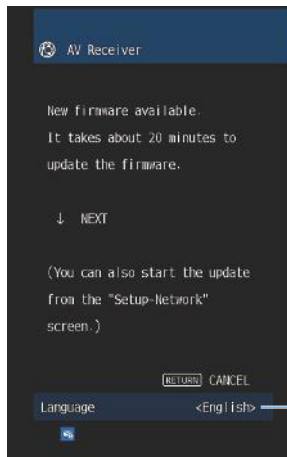 AV Receiver
New firmware available.
It takes about 20 minutes to
update the firmware.
↓ NEXT
(You can also start the update
from the "Setup-Network"
screen.)
RETURN CANCEL
Language <English>